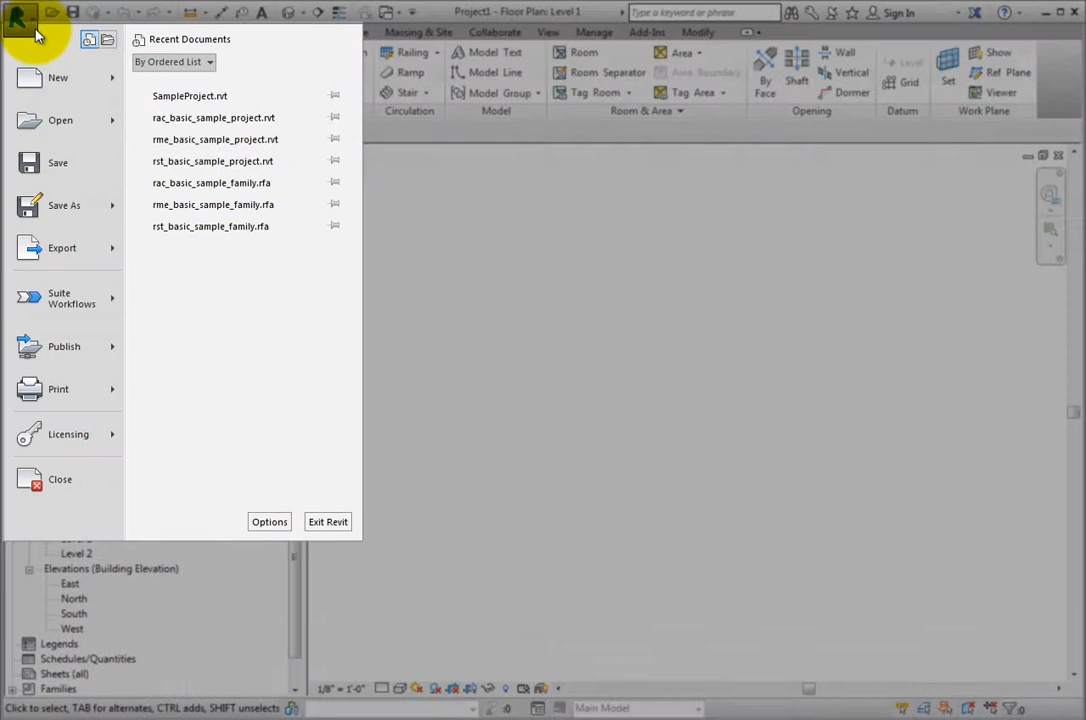 Project1 - Floor Plan: Level 1
Type a keyword or phrase
Sign In
Massing & Site
Collaborate
View
Manage
Add-Ins
Modify
Railing
Ramp
Stair
Circulation
Model Text
Model Line
Model Group
Model
Room
Room Separator
Tag Room
Area
Area Boundary
Tag Area
Room & Area
By
Face
Shaft
Wall
Vertical
Dormer
Opening
Level
Grid
Datum
Set
Show
Ref Plane
Viewer
Work Plane
New
Open
Save
Save As
Export
Suite
Workflows
Publish
Print
Licensing
Close
Recent Documents
By Ordered List
SampleProject.rvt
rac_basic_sample_project.rvt
rme_basic_sample_project.rvt
rst_basic_sample_project.rvt
rac_basic_sample_family.rfa
rme_basic_sample_family.rfa
rst_basic_sample_family.rfa
Options
Exit Revit
Level 2
Elevations (Building Elevation)
East
North
South
West
Legends
Schedules/Quantities
Sheets (all)
Families
1/8" = 1'-0"
Click to select, TAB for alternates, CTRL adds, SHIFT unselects
:0
Main Model
:0